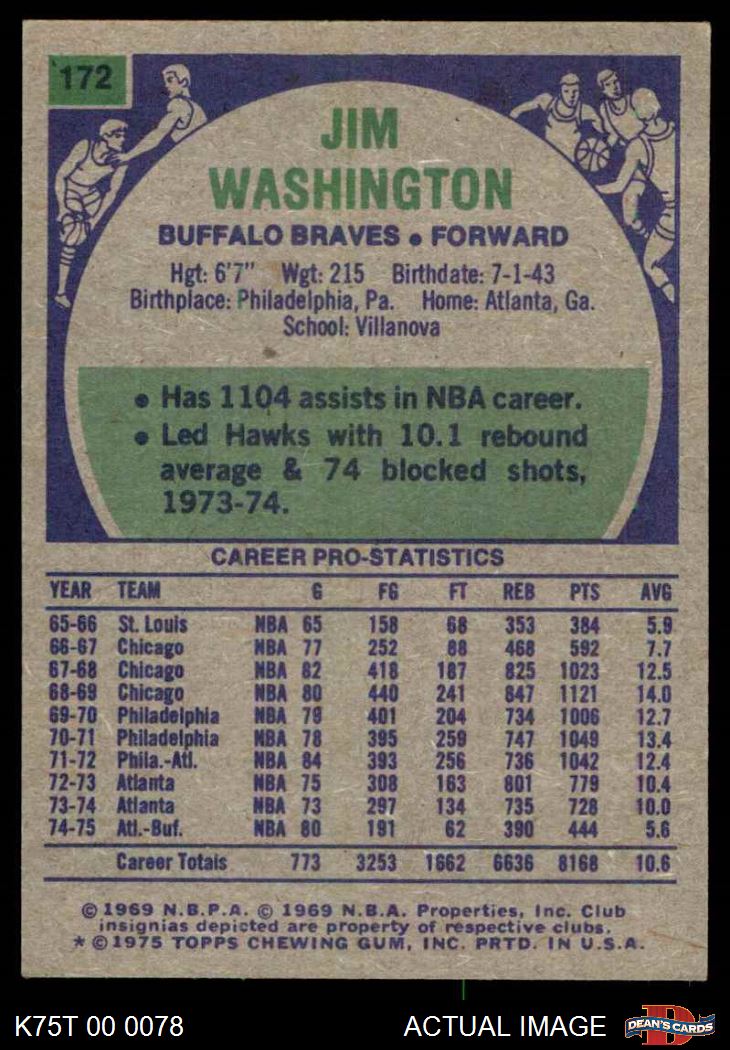 172
JIM
WASHINGTON
BUFFALO BRAVES • FORWARD
Hgt: 6'7" Wgt: 215 Birthdate: 7-1-43
Birthplace: Philadelphia, Pa. Home: Atlanta, Ga.
School: Villanova
• Has 1104 assists in NBA career.
• Led Hawks with 10.1 rebound
average & 74 blocked shots,
1973-74.
CAREER PRO-STATISTICS
YEAR TEAM G FG FT REB PTS AVG
65-66 St. Louis NBA 65 158 68 353 384 5.9
66-67 Chicago NBA 77 252 88 468 592 7.7
67-68 Chicago NBA 82 418 187 825 1023 12.5
68-69 Chicago NBA 80 440 241 847 1121 14.0
69-70 Philadelphia NBA 79 401 204 734 1006 12.7
70-71 Philadelphia NBA 78 395 259 747 1049 13.4
71-72 Phila.-Atl. NBA 84 393 256 736 1042 12.4
72-73 Atlanta NBA 75 308 163 801 779 10.4
73-74 Atlanta NBA 73 297 134 735 728 10.0
74-75 Atl.-Buf. NBA 80 191 62 390 444 5.6
Career Totals 773 3253 1662 6636 8168 10.6
© 1969 N.B.P.A. © 1969 N.B.A. Properties, Inc. Club
insignias depicted are property of respective clubs.
* © 1975 TOPPS CHEWING GUM, INC. PRTD. IN U.S.A.
K75T 00 0078 ACTUAL IMAGE
D
DEAN'S CARDS